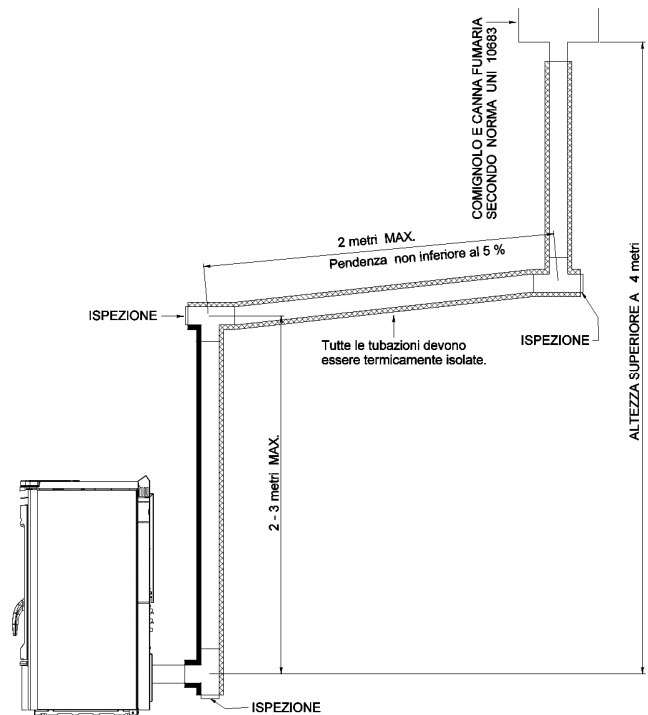 COMIGNOLO E CANNA FUMARIA
SECONDO NORMA UNI 10683
2 metri MAX.
Pendenza non inferiore al 5 %
ISPEZIONE
ISPEZIONE
Tutte le tubazioni devono
essere termicamente isolate.
ALTEZZA SUPERIORE A 4 metri
2 - 3 metri MAX.
ISPEZIONE